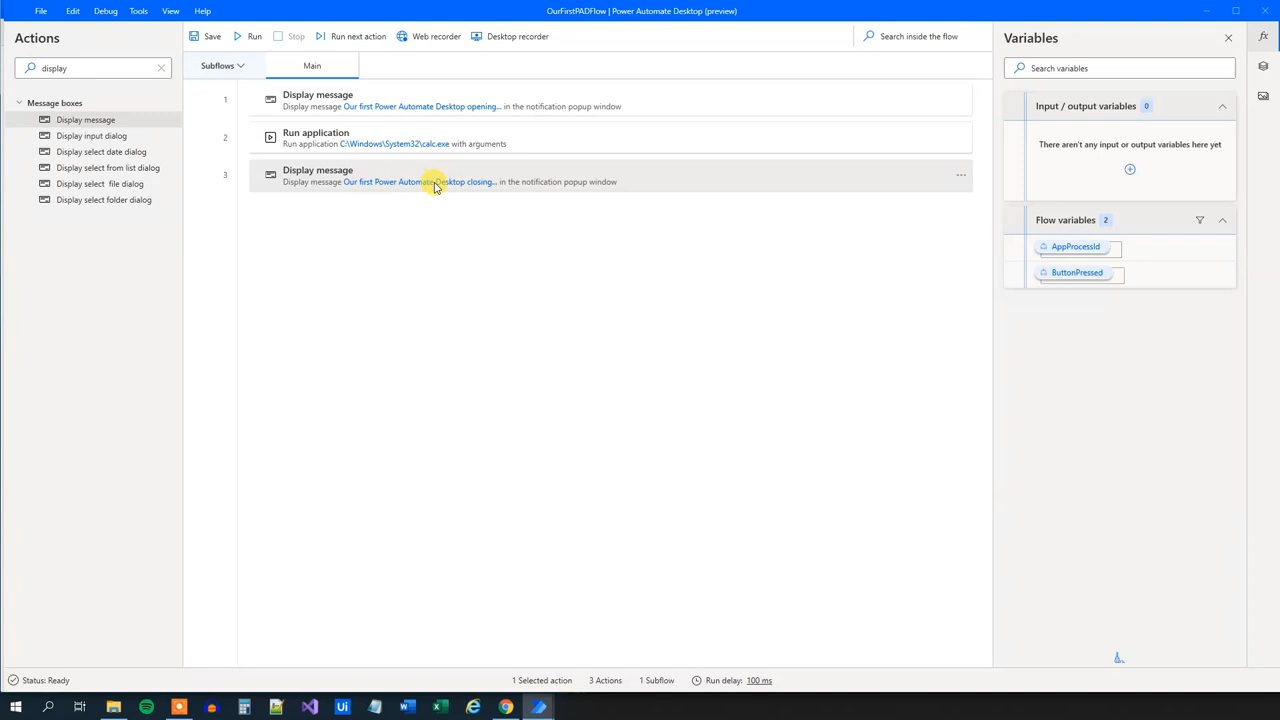 File Edit Debug Tools View Help OurFirstPADFlow | Power Automate Desktop (preview)
Actions
display
Message boxes
Display message
Display input dialog
Display select date dialog
Display select from list dialog
Display select  file dialog
Display select folder dialog
Save Run Stop Run next action Web recorder Desktop recorder Search inside the flow
Subflows Main
1 Display message
Display message Our first Power Automate Desktop opening... in the notification popup window
2 Run application
Run application C:\Windows\System32\calc.exe with arguments
3 Display message
Display message Our first Power Automate Desktop closing... in the notification popup window
Variables
Search variables
Input / output variables 0
There aren't any input or output variables here yet
Flow variables 2
AppProcessId
ButtonPressed
Status: Ready 1 Selected action 3 Actions 1 Subflow Run delay: 100 ms